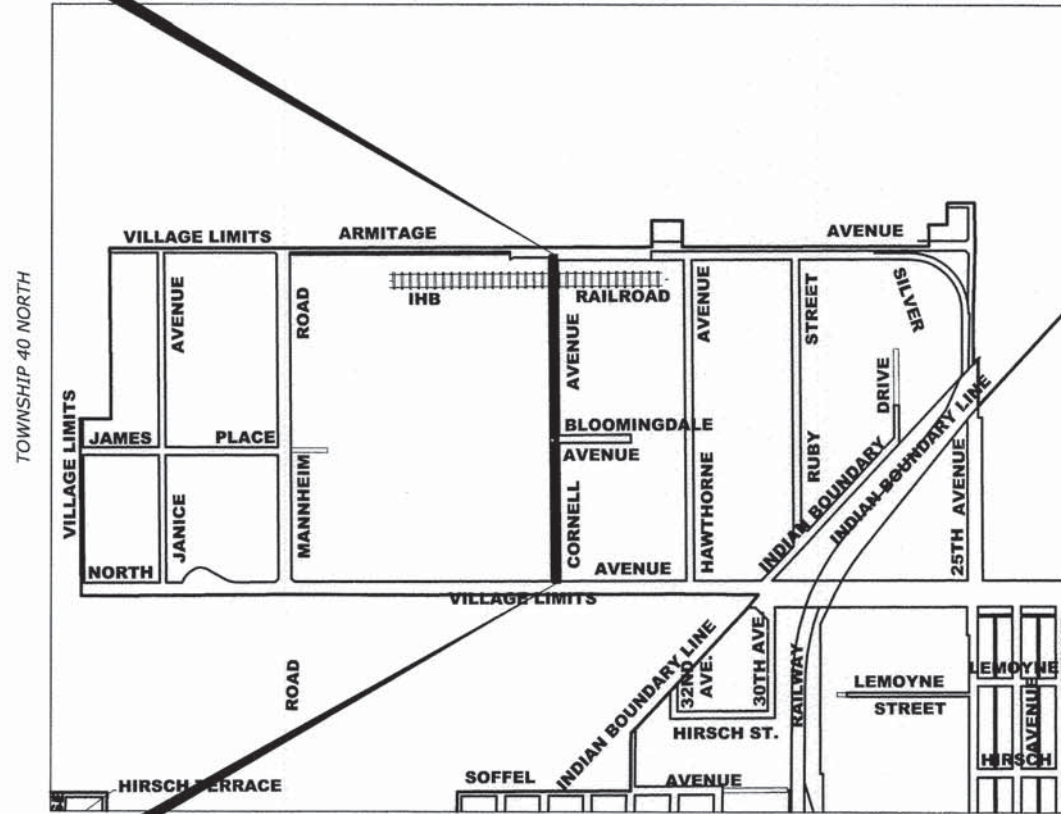 TOWNSHIP 40 NORTH
VILLAGE LIMITS
ARMITAGE
AVENUE
AVENUE
ROAD
IHB
RAILROAD
AVENUE
AVENUE
STREET
SILVER
VILLAGE LIMITS
JAMES
PLACE
BLOOMINGDALE
AVENUE
DRIVE
RUBY
INDIAN BOUNDARY
INDIAN BOUNDARY LINE
25TH AVENUE
JANICE
MANNHEIM
CORNELL
HAWTHORNE
NORTH
AVENUE
VILLAGE LIMITS
ROAD
INDIAN BOUNDARY LINE
32ND
AVE.
30TH AVE.
RAILWAY
LEMOYNE
STREET
LEMOYNE
AVENUE
HIRSCH ST.
HIRSCH
HIRSCH TERRACE
SOFFEL
AVENUE